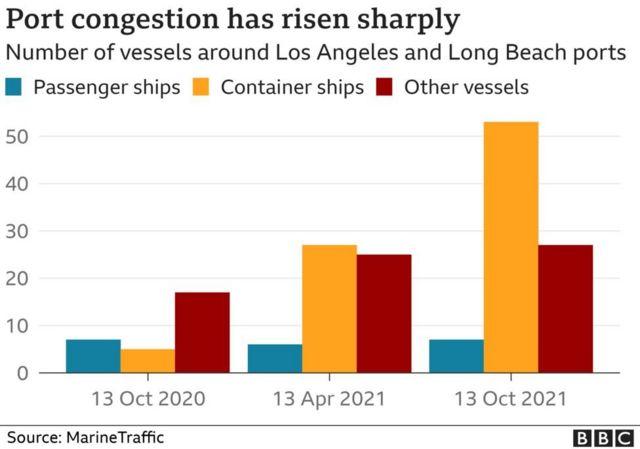 Port congestion has risen sharply
Number of vessels around Los Angeles and Long Beach ports
Passenger ships Container ships Other vessels
50
40
30
20
10
0
13 Oct 2020 13 Apr 2021 13 Oct 2021
Source: MarineTraffic BBC